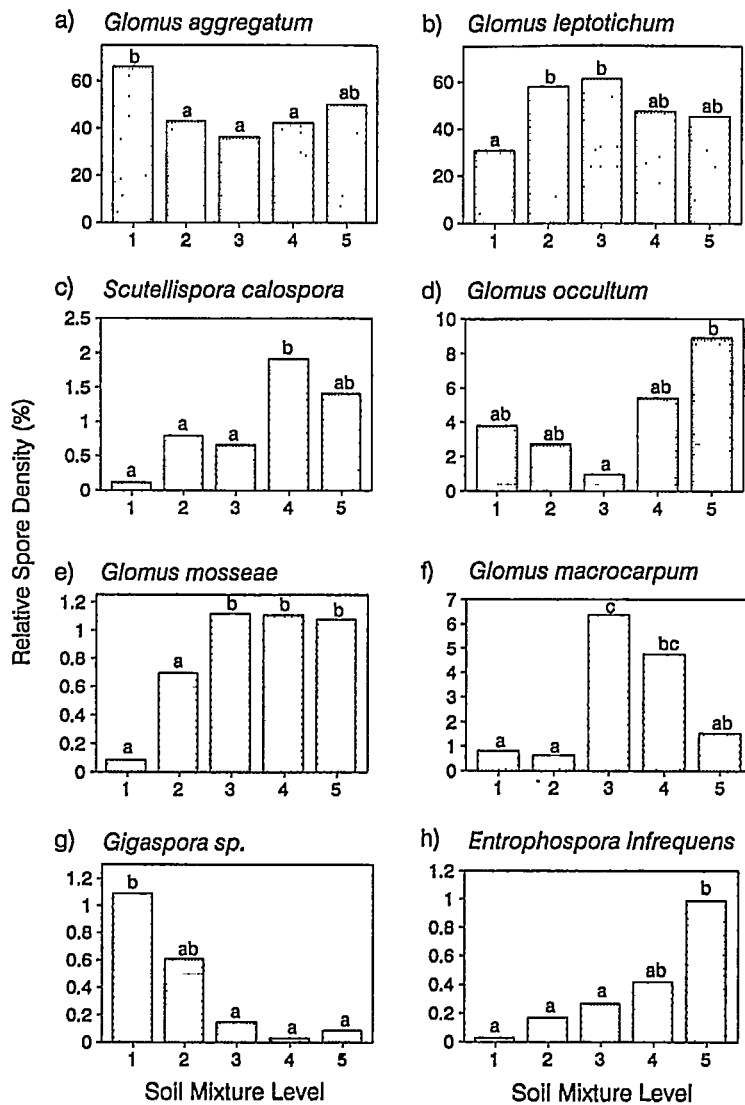 a) Glomus aggregatum
b a a a ab
60
40
20
0
1 2 3 4 5
b) Glomus leptotichum
a b b ab ab
60
40
20
0
1 2 3 4 5
c) Scutellispora calospora
a a a b ab
2.5
2
1.5
1
0.5
0
1 2 3 4 5
d) Glomus occultum
ab ab a ab b
10
8
6
4
2
0
1 2 3 4 5
Relative Spore Density (%)
e) Glomus mosseae
a a b b b
1.2
1
0.8
0.6
0.4
0.2
0
1 2 3 4 5
f) Glomus macrocarpum
a a c bc ab
7
6
5
4
3
2
1
0
1 2 3 4 5
g) Gigaspora sp.
b ab a a a
1.2
1
0.8
0.6
0.4
0.2
0
1 2 3 4 5
Soil Mixture Level
h) Entrophospora Infrequens
a a a ab b
1.2
1
0.8
0.6
0.4
0.2
0
1 2 3 4 5
Soil Mixture Level